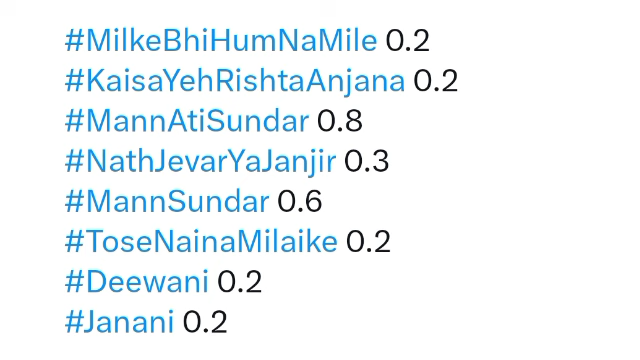 #MilkeBhiHumNaMile 0.2
#KaisaYehRishtaAnjana 0.2
#MannAtiSundar 0.8
#NathJevarYaJanjir 0.3
#MannSundar 0.6
#ToseNainaMilaike 0.2
#Deewani 0.2
#Janani 0.2